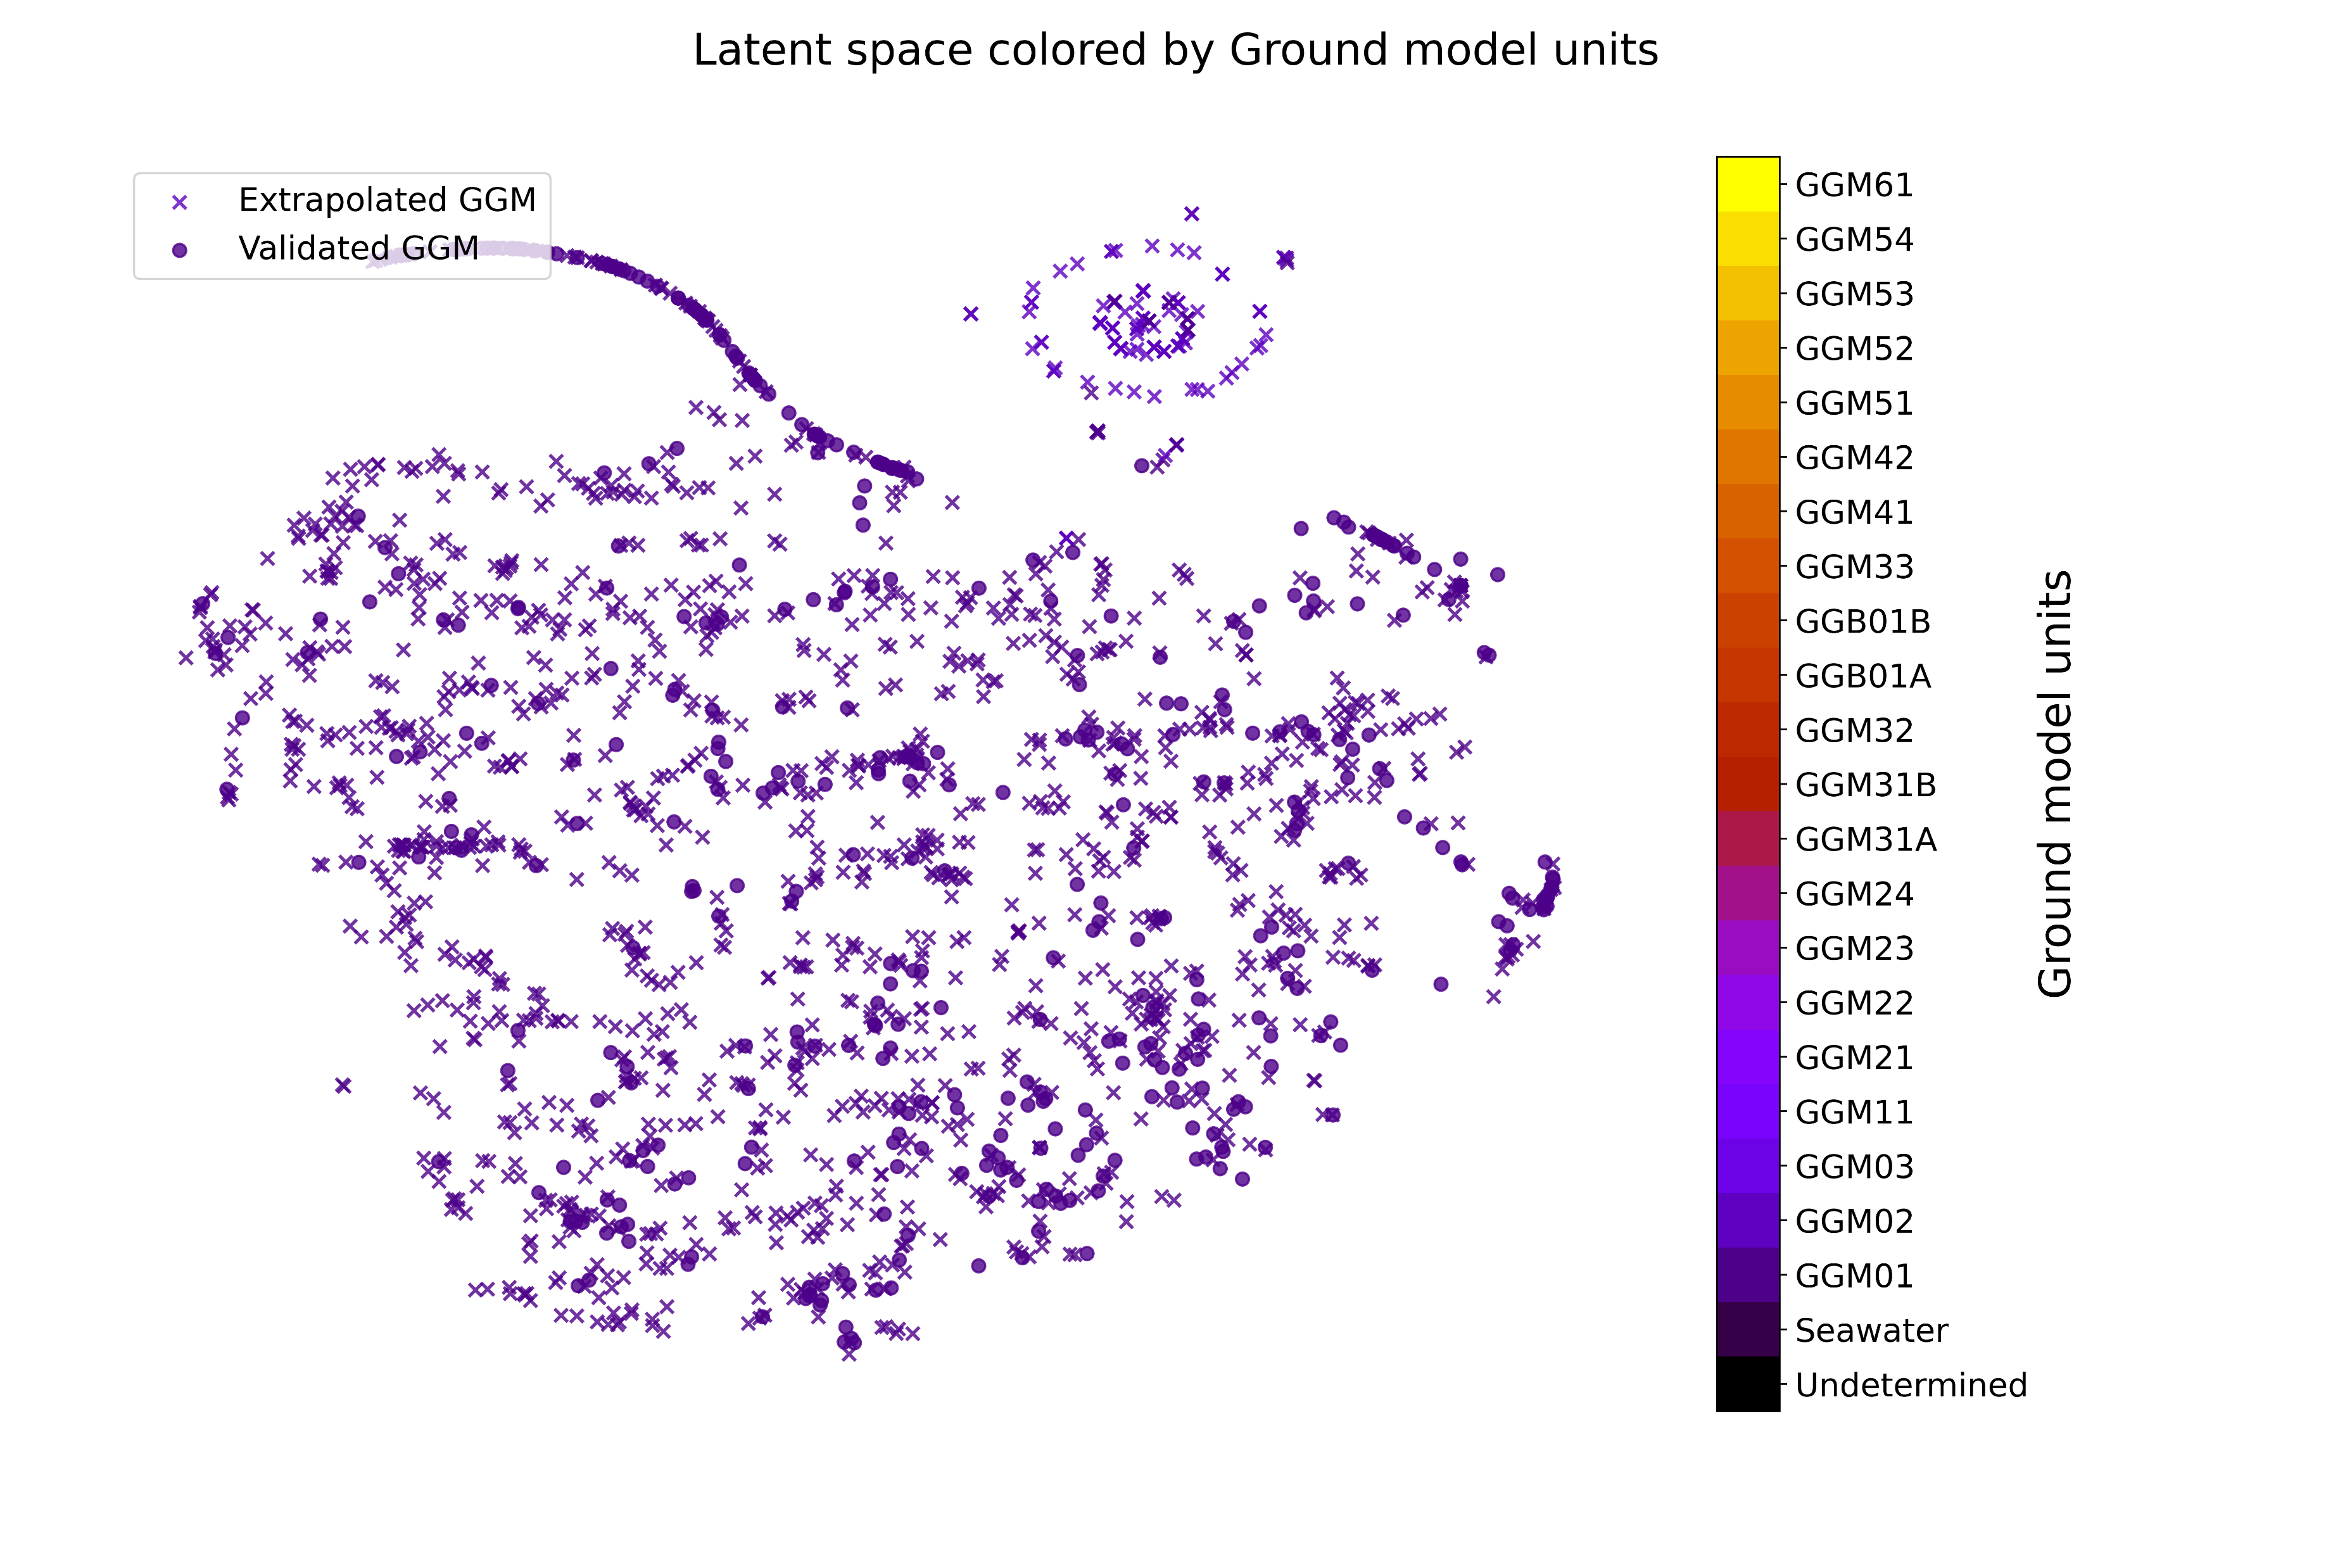 Latent space colored by Ground model units
Extrapolated GGM
Validated GGM
GGM61
GGM54
GGM53
GGM52
GGM51
GGM42
GGM41
GGM33
GGB01B
GGB01A
GGM32
GGM31B
GGM31A
GGM24
GGM23
GGM22
GGM21
GGM11
GGM03
GGM02
GGM01
Seawater
Undetermined
Ground model units